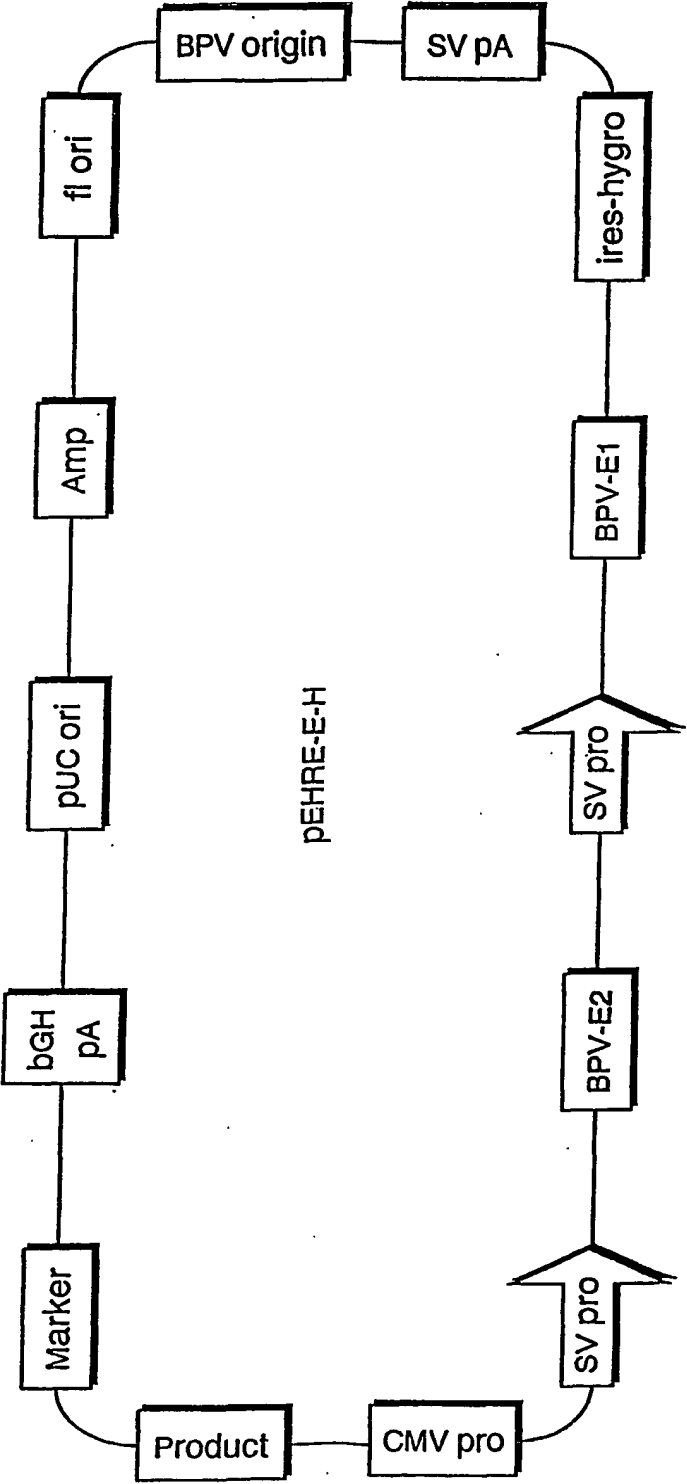 BPV origin
SV pA
fl ori
ires-hygro
Amp
BPV-E1
pUC ori
pEHRE-E-H
SV pro
bGH
pA
BPV-E2
Marker
SV pro
Product
CMV pro